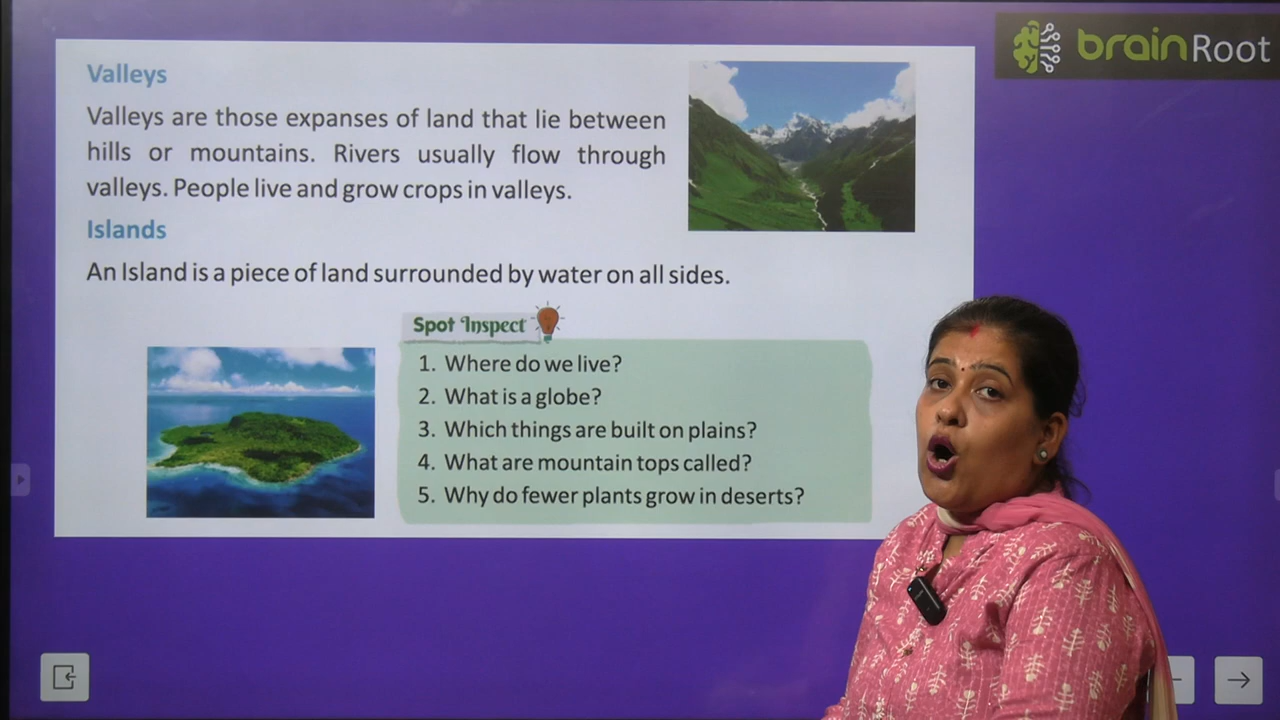 brainRoot
Valleys
Valleys are those expanses of land that lie between
hills or mountains. Rivers usually flow through
valleys. People live and grow crops in valleys.
Islands
An Island is a piece of land surrounded by water on all sides.
Spot Inspect
1. Where do we live?
2. What is a globe?
3. Which things are built on plains?
4. What are mountain tops called?
5. Why do fewer plants grow in deserts?